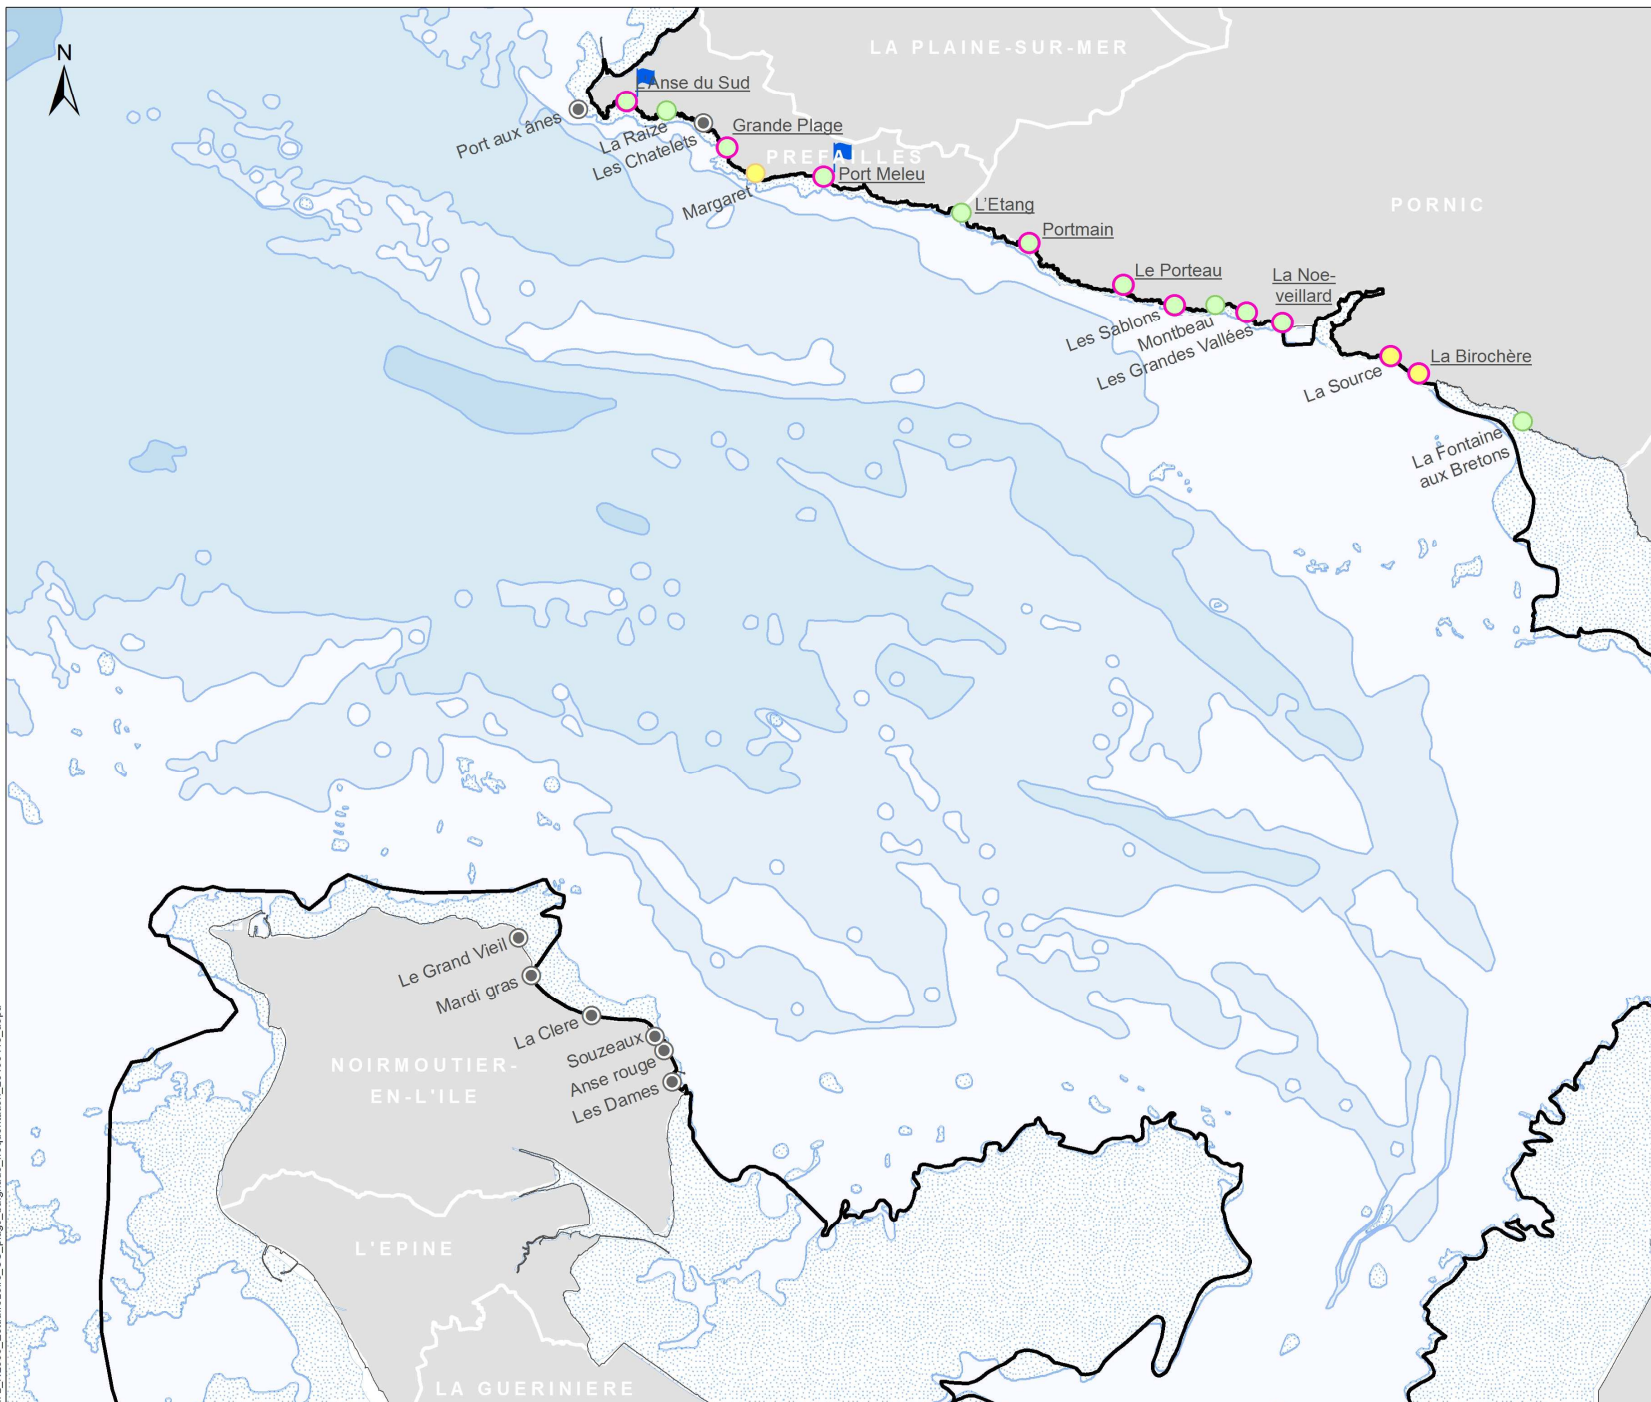 N
LA PLAINE-SUR-MER
L'Anse du Sud
Port aux ânes
La Raize
Les Chatelets
Grande Plage
PREFAILLES
Port Meleu
Margaret
L'Etang
PORNIC
Portmain
Le Porteau
La Noe-
veillard
Les Sablons
Montbeau
Les Grandes Vallées
La Source
La Birochère
La Fontaine
aux Bretons
Le Grand Vieil
Mardi gras
La Clere
Souzeaux
Anse rouge
Les Dames
NOIRMOUTIER-
EN-L'ILE
L'EPINE
LA GUERINIERE